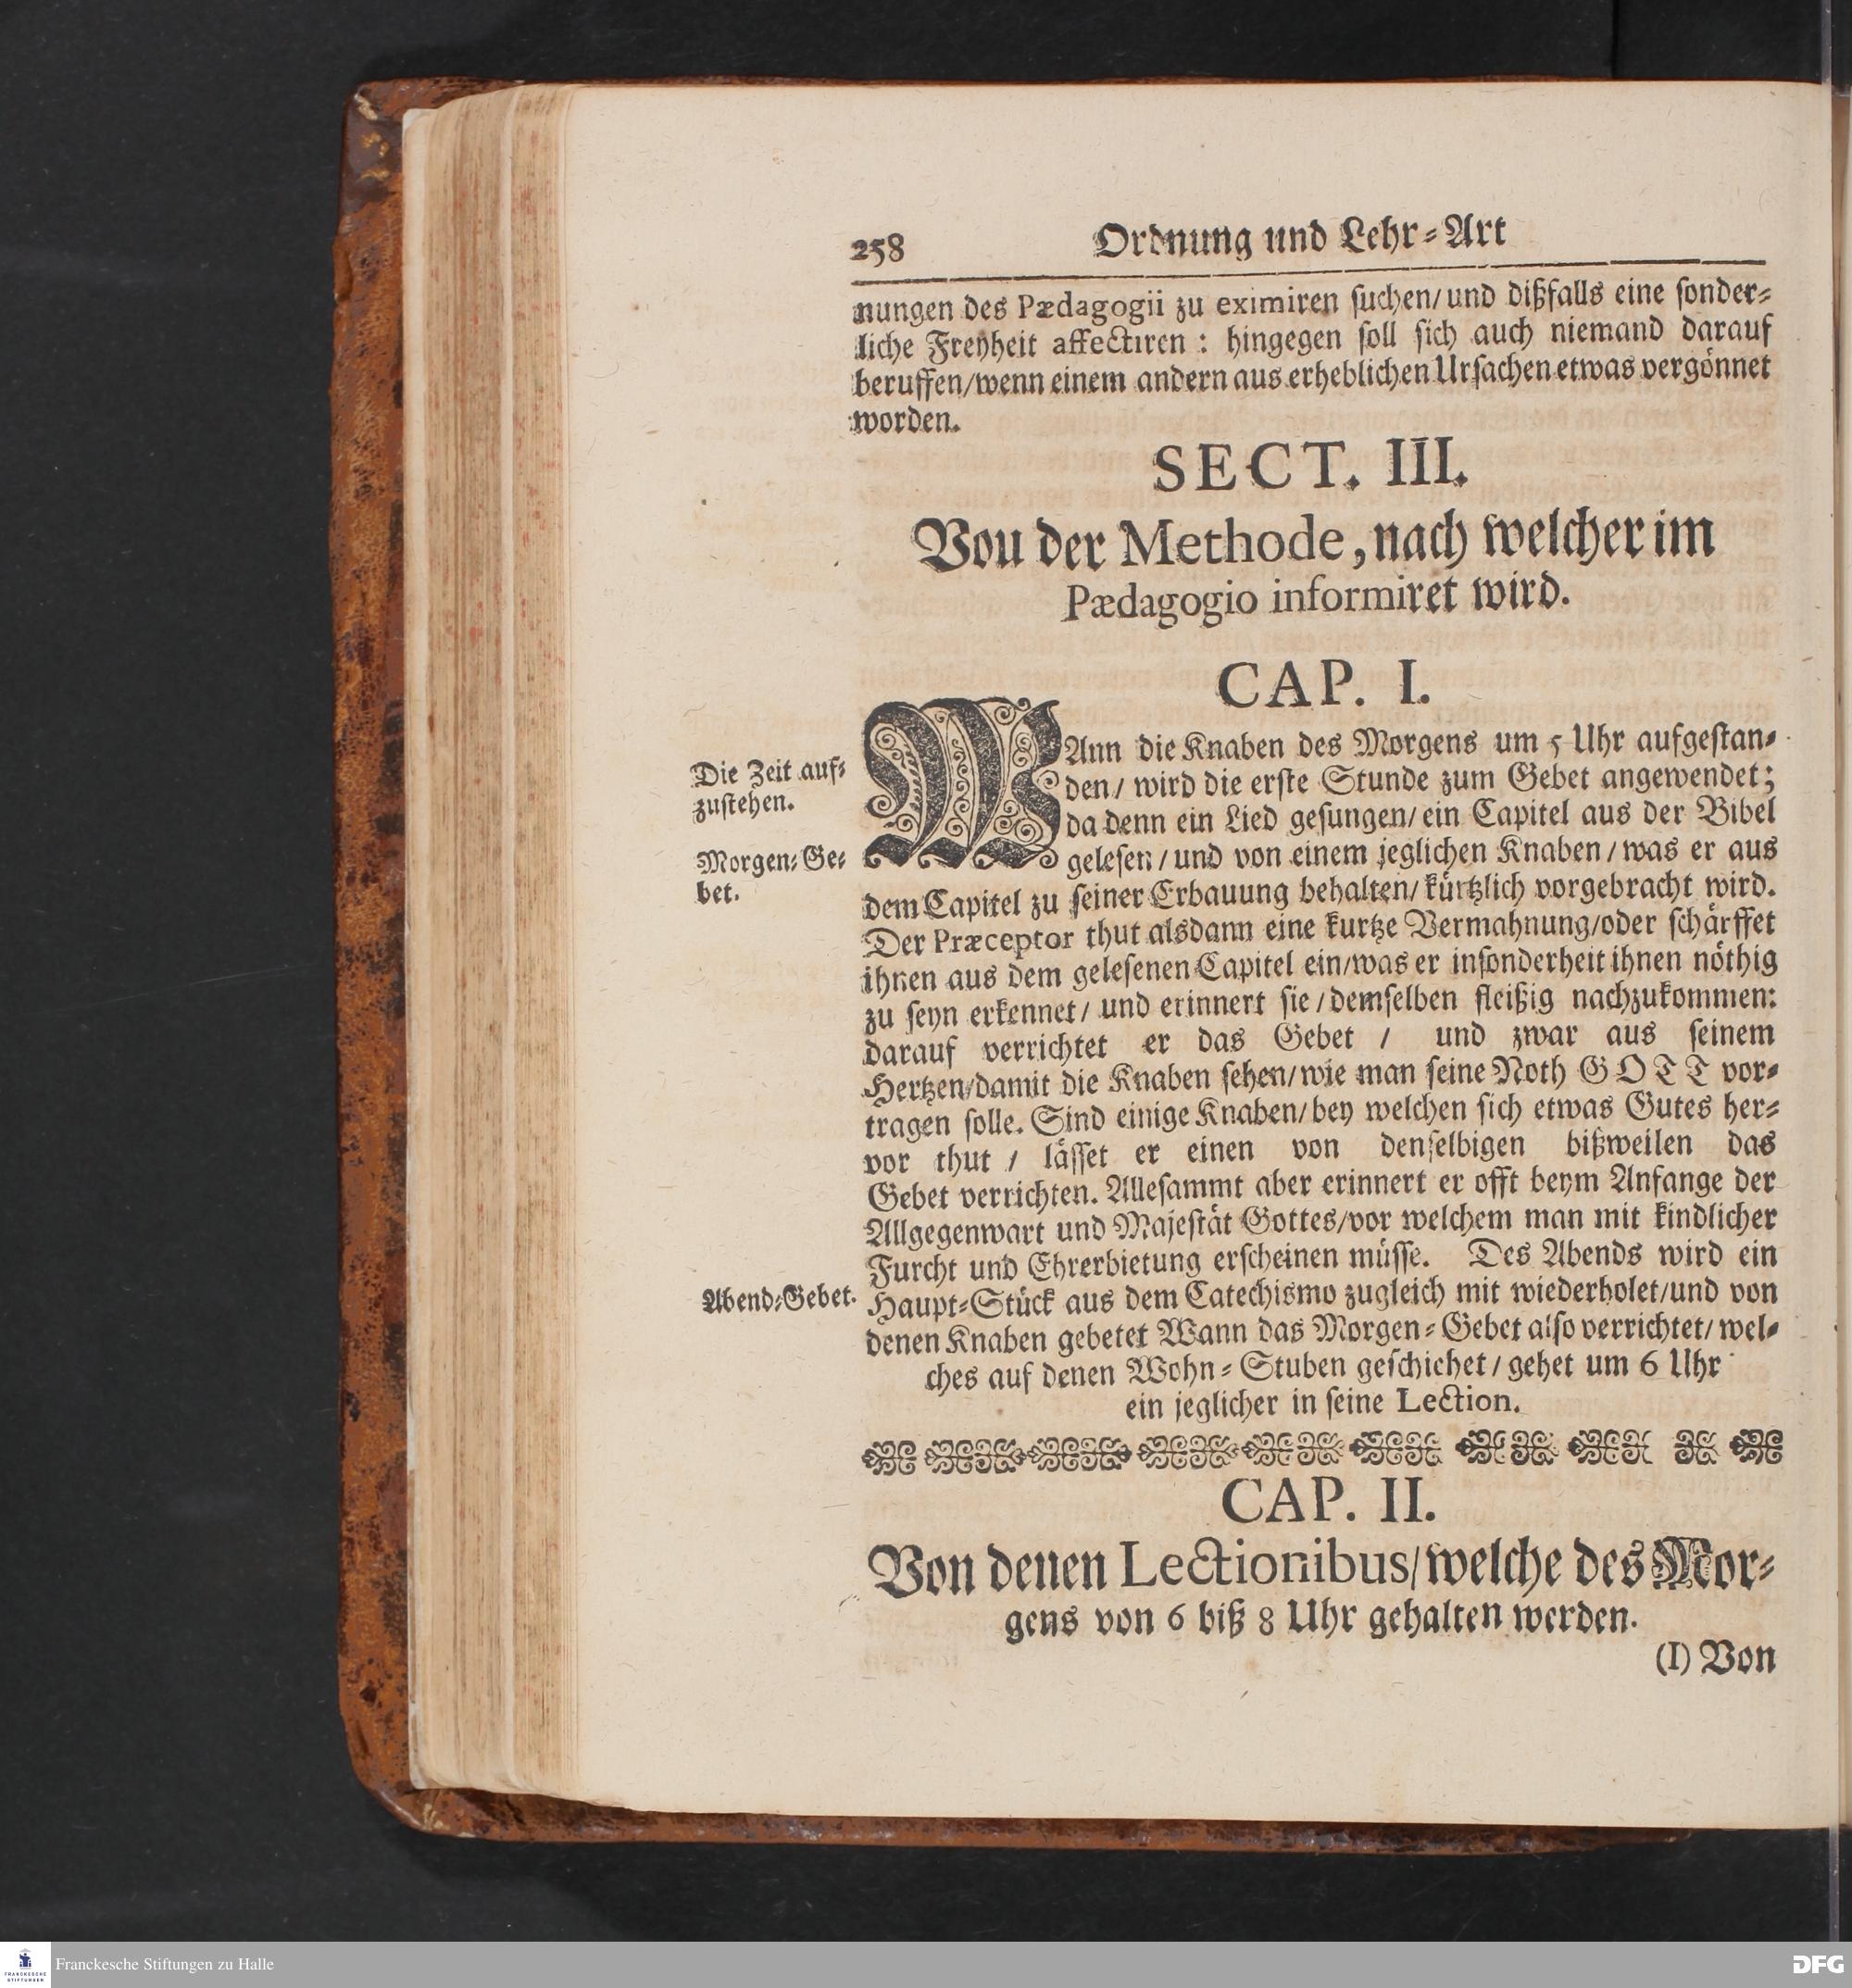 258 Ordnung und Lehr-Art
nungen des Pædagogii zu eximiren suchen/ und dißfalls eine sonder-
liche Freyheit affectiren : hingegen soll sich auch niemand darauf
beruffen/ wenn einem andern aus erheblichen Ursachen etwas vergönnet
worden.
SECT. III.
Vou der Methode, nach welcher im
Pædagogio informiret wird.
CAP. I.
Die Zeit auf-
zustehen.
Morgen-Ge-
bet.
WAnn die Knaben des Morgens um 5 Uhr aufgestan-
den/ wird die erste Stunde zum Gebet angewendet;
da denn ein Lied gesungen/ ein Capitel aus der Bibel
gelesen/ und von einem jeglichen Knaben/ was er aus
dem Capitel zu seiner Erbauung behalten/ kürtzlich vorgebracht wird.
Der Præceptor thut alsdann eine kurtze Vermahnung/oder schärffet
ihnen aus dem gelesenen Capitel ein/was er insonderheit ihnen nöthig
zu seyn erkennet/ und erinnert sie/ demselben fleißig nachzukommen:
darauf verrichtet er das Gebet / und zwar aus seinem
Hertzen/damit die Knaben sehen/ wie man seine Noth GOTT vor-
tragen solle. Sind einige Knaben/ bey welchen sich etwas Gutes her-
vor thut / lässet er einen von denselbigen bißweilen das
Gebet verrichten. Allesammt aber erinnert er offt beym Anfange der
Allgegenwart und Majestät Gottes/vor welchem man mit kindlicher
Furcht und Ehrerbietung erscheinen müsse. Des Abends wird ein
Abend-Gebet.
Haupt-Stück aus dem Catechismo zugleich mit wiederholet/und von
denen Knaben gebetet Wann das Morgen-Gebet also verrichtet/ wel-
ches auf denen Wohn-Stuben geschiehet/ gehet um 6 Uhr
ein jeglicher in seine Lection.
CAP. II.
Von denen Lectionibus/ welche des Mor-
gens von 6 biß 8 Uhr gehalten werden.
(I) Von
FRANCKESCHE
STIFTUNGEN
Franckesche Stiftungen zu Halle
DFG